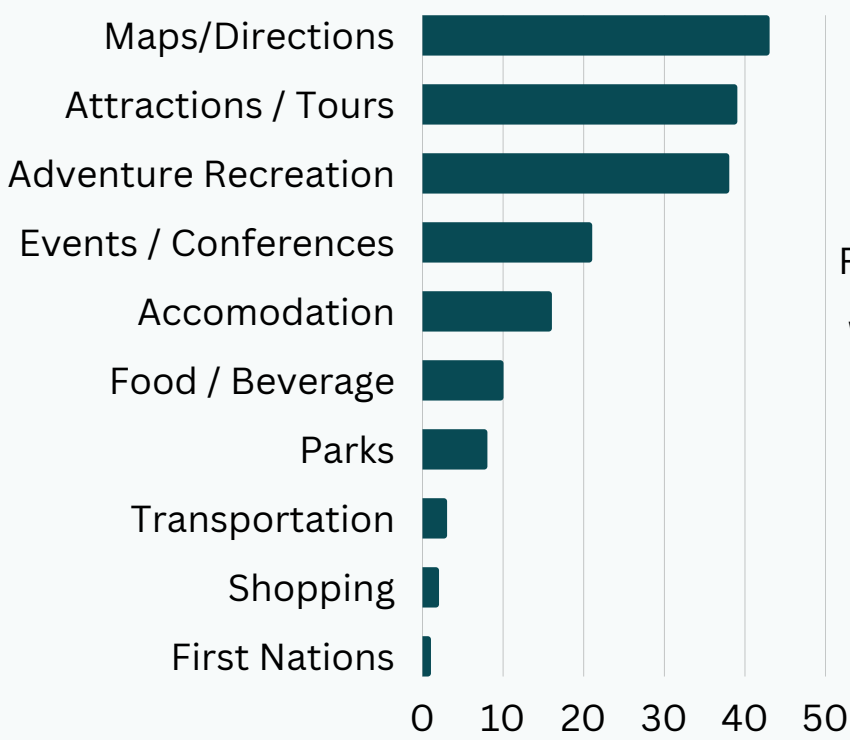 Maps/Directions
Attractions / Tours
Adventure Recreation
Events / Conferences
Accomodation
Food / Beverage
Parks
Transportation
Shopping
First Nations
0 10 20 30 40 50